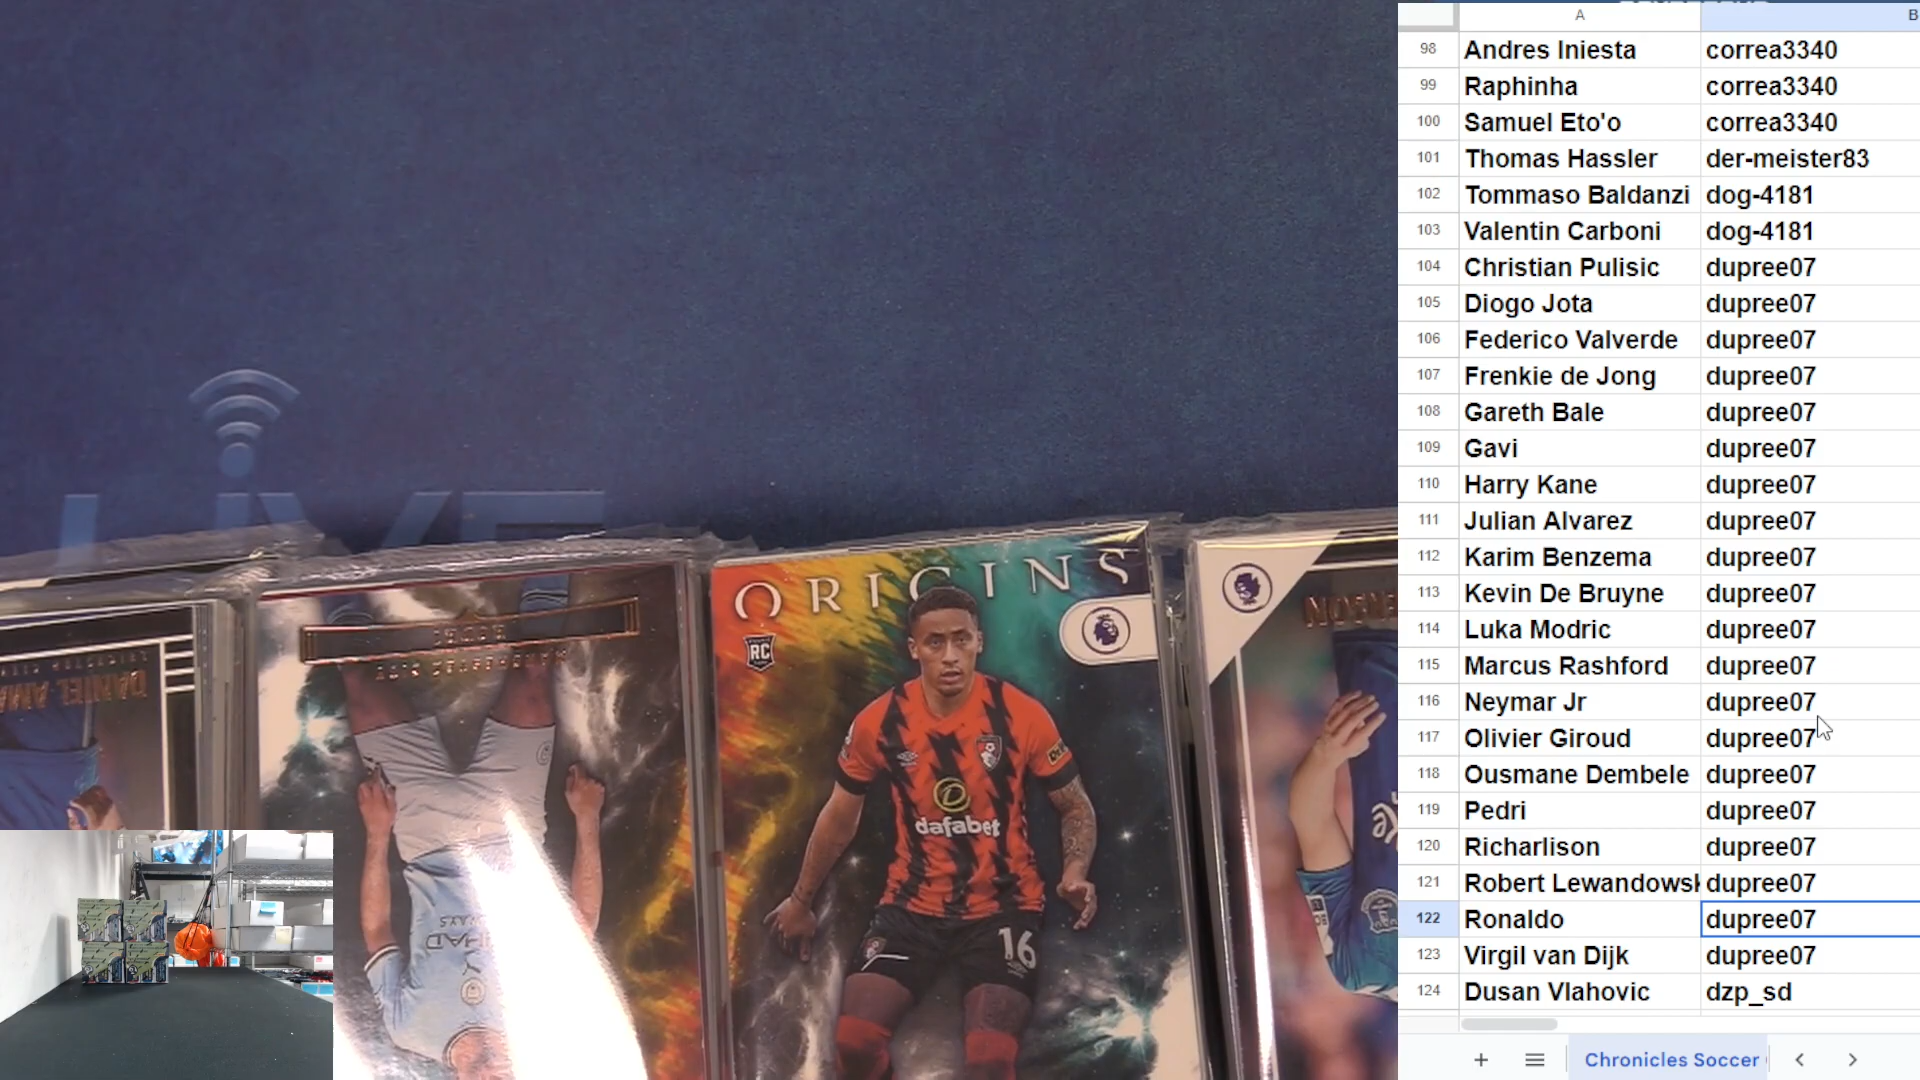 A B
98 Andres Iniesta correa3340
99 Raphinha correa3340
100 Samuel Eto'o correa3340
101 Thomas Hassler der-meister83
102 Tommaso Baldanzi dog-4181
103 Valentin Carboni dog-4181
104 Christian Pulisic dupree07
105 Diogo Jota dupree07
106 Federico Valverde dupree07
107 Frenkie de Jong dupree07
108 Gareth Bale dupree07
109 Gavi dupree07
110 Harry Kane dupree07
111 Julian Alvarez dupree07
112 Karim Benzema dupree07
113 Kevin De Bruyne dupree07
114 Luka Modric dupree07
115 Marcus Rashford dupree07
116 Neymar Jr dupree07
117 Olivier Giroud dupree07
118 Ousmane Dembele dupree07
119 Pedri dupree07
120 Richarlison dupree07
121 Robert Lewandowsk dupree07
122 Ronaldo dupree07
123 Virgil van Dijk dupree07
124 Dusan Vlahovic dzp_sd
Chronicles Soccer
LIVE
ORIGINS
RC
dafabet
16
DANIEL AMA